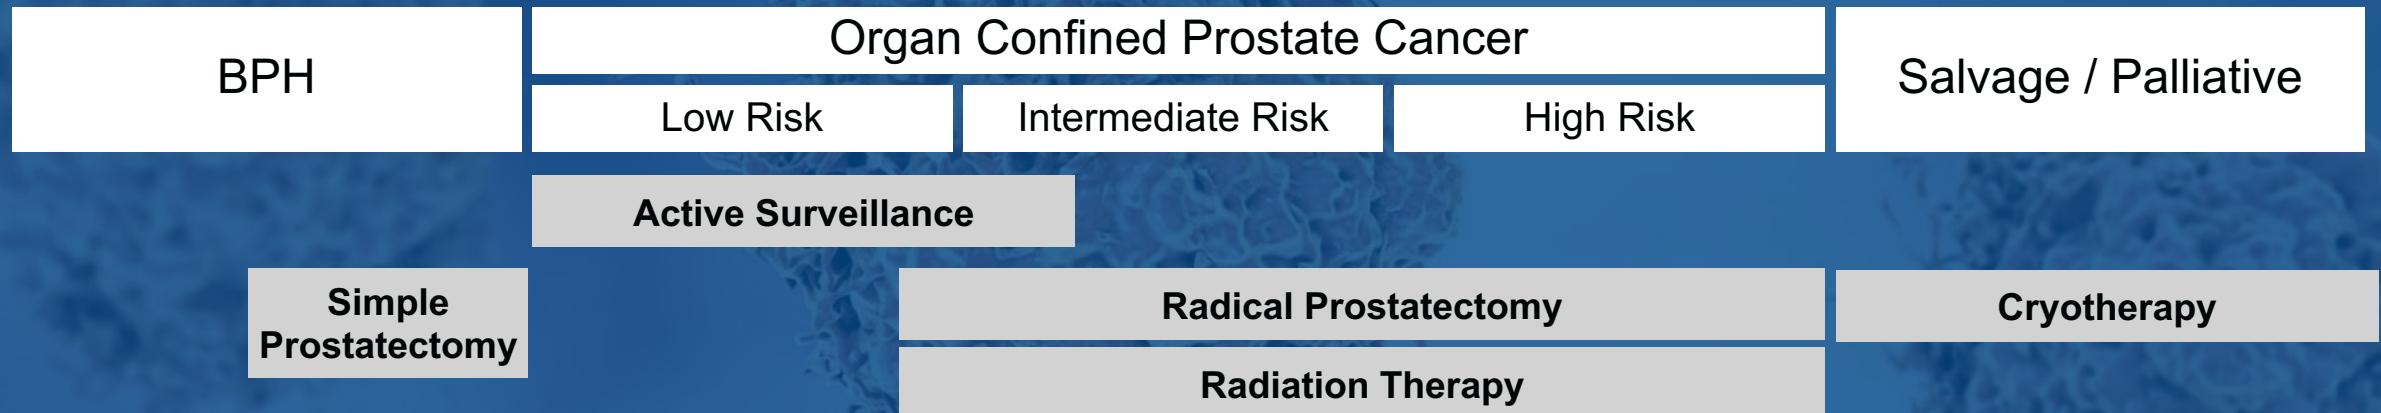 BPH
Organ Confined Prostate Cancer
Salvage / Palliative
Low Risk
Intermediate Risk
High Risk
Active Surveillance
Simple
Prostatectomy
Radical Prostatectomy
Cryotherapy
Radiation Therapy